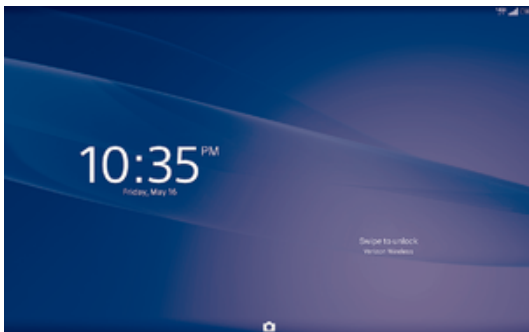 10:35 PM
Friday, May 16
Swipe to unlock
Verizon Wireless